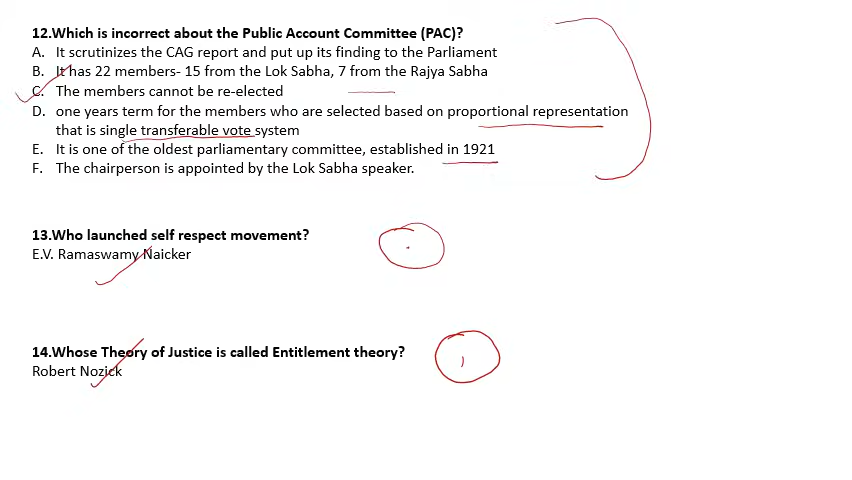 12.Which is incorrect about the Public Account Committee (PAC)?
A. It scrutinizes the CAG report and put up its finding to the Parliament
B. It has 22 members- 15 from the Lok Sabha, 7 from the Rajya Sabha
C. The members cannot be re-elected
D. one years term for the members who are selected based on proportional representation
that is single transferable vote system
E. It is one of the oldest parliamentary committee, established in 1921
F. The chairperson is appointed by the Lok Sabha speaker.
13.Who launched self respect movement?
E.V. Ramaswamy Naicker
14.Whose Theory of Justice is called Entitlement theory?
Robert Nozick